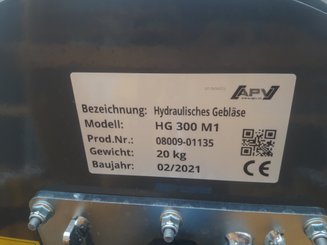 APV
Bezeichnung: Hydraulisches Gebläse
Modell: HG 300 M1
Prod.Nr.: 08009-01135
Gewicht: 20 kg
Baujahr: 02/2021
CE